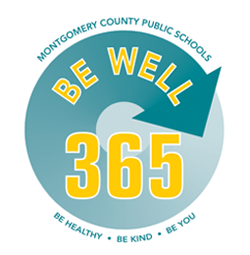 MONTGOMERY COUNTY PUBLIC SCHOOLS
BE WELL
365
BE HEALTHY • BE KIND • BE YOU